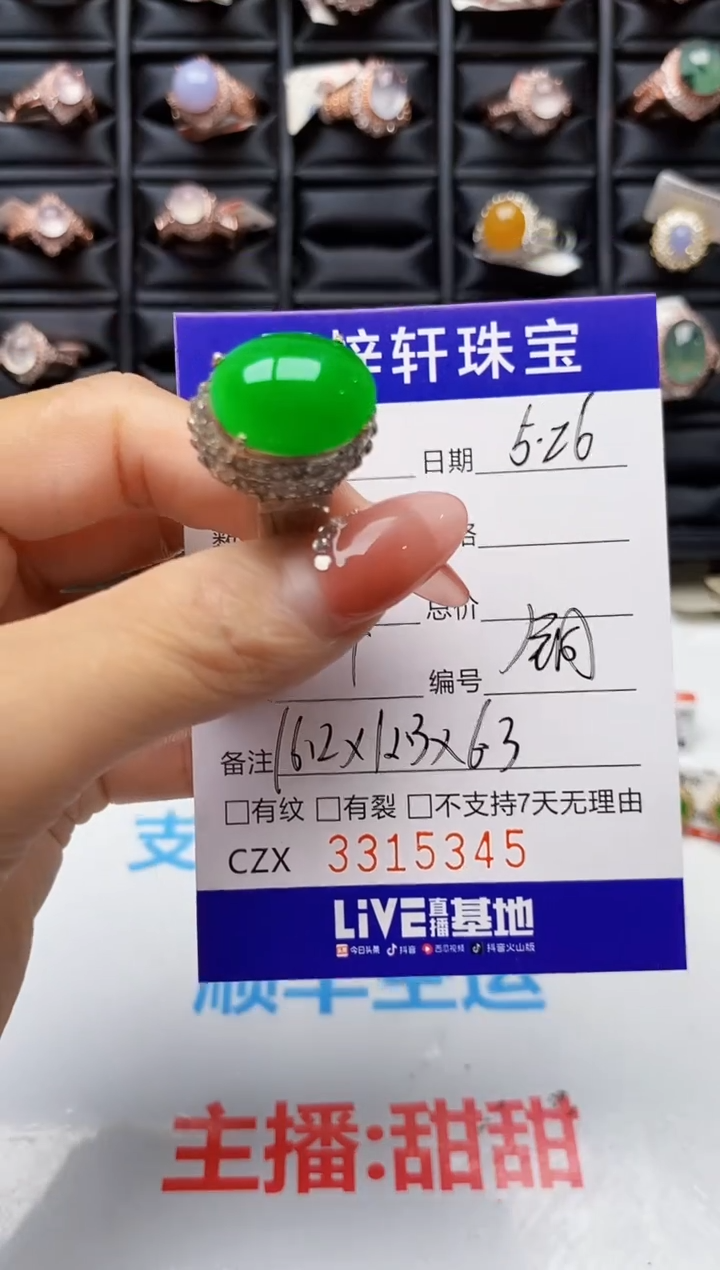 梓轩珠宝
日期 5·26
总价
编号 铜
备注 16.2x12.3x6.3
□有纹 □有裂 □不支持7天无理由
CZX 3315345
LiVE直播基地
今日头条 抖音 西瓜视频 抖音火山版
支
顺丰空运
主播:甜甜